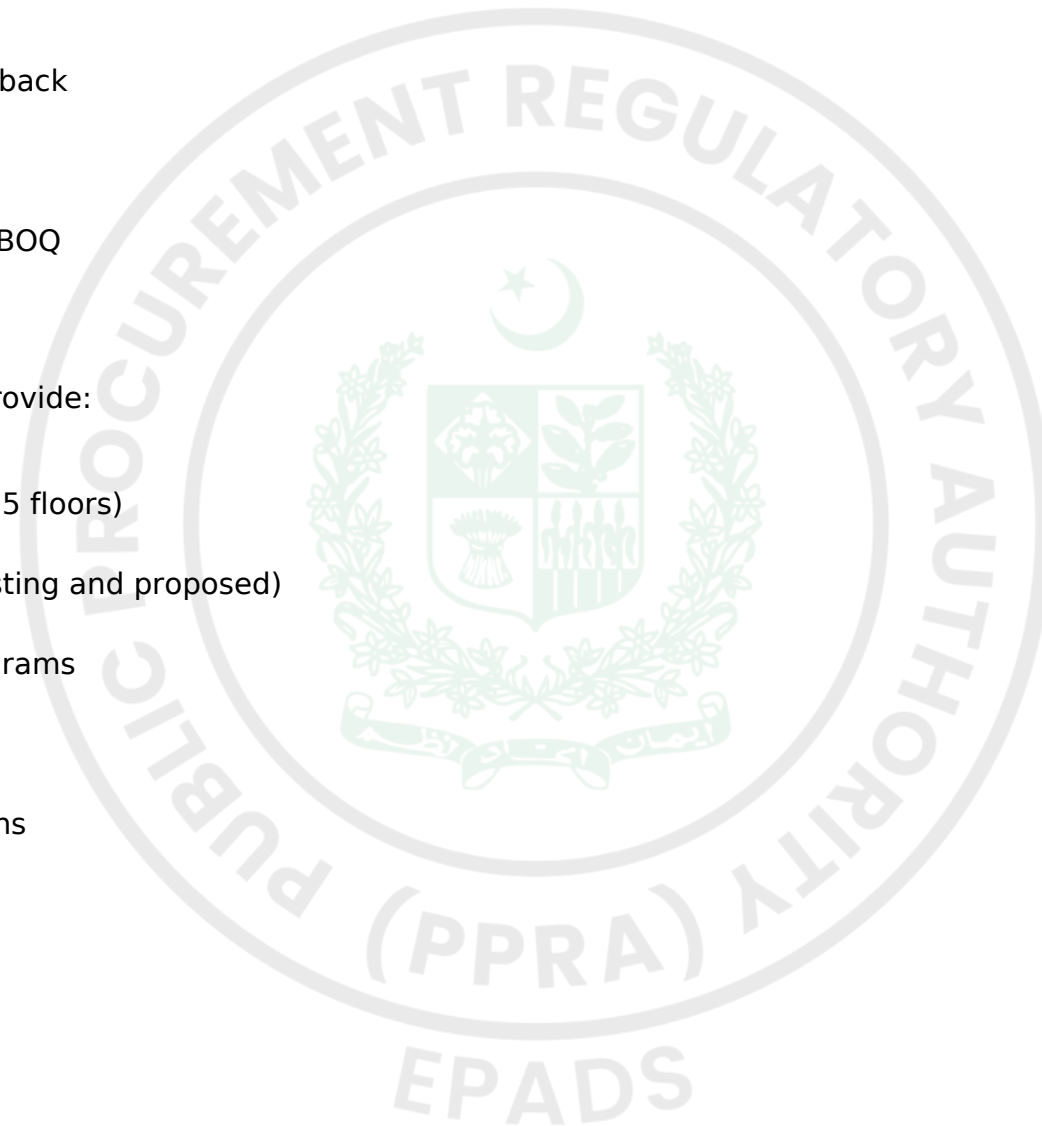 back
BOQ
rovide:
5 floors)
sting and proposed)
rams
ns
PUBLIC PROCUREMENT REGULATORY AUTHORITY
(PPRA)
EPADS